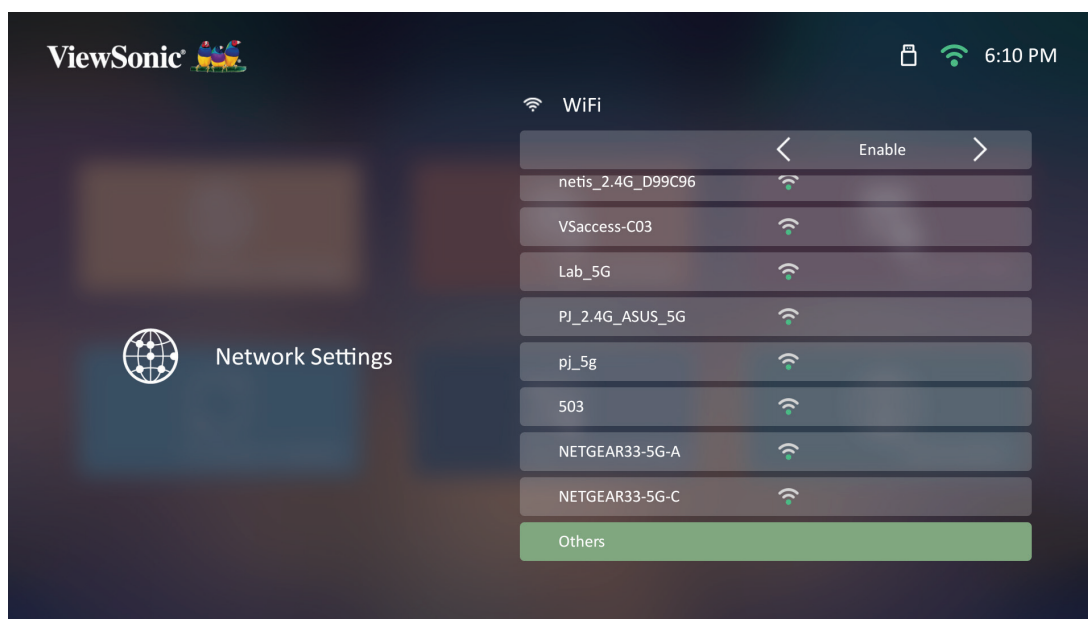 ViewSonic®
6:10 PM
WiFi
Enable
netis_2.4G_D99C96
VSaccess-C03
Lab_5G
PJ_2.4G_ASUS_5G
Network Settings
pj_5g
503
NETGEAR33-5G-A
NETGEAR33-5G-C
Others